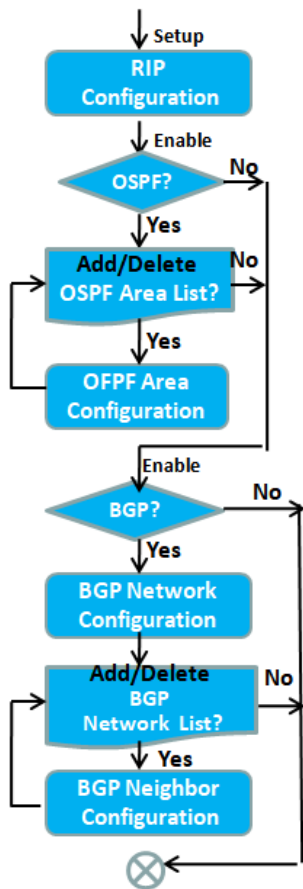 Setup
RIP
Configuration
Enable
OSPF?
No
Yes
Add/Delete
No
OSPF Area List?
Yes
OFPF Area
Configuration
Enable
BGP?
No
Yes
BGP Network
Configuration
Add/Delete
No
BGP
Network List?
Yes
BGP Neighbor
Configuration